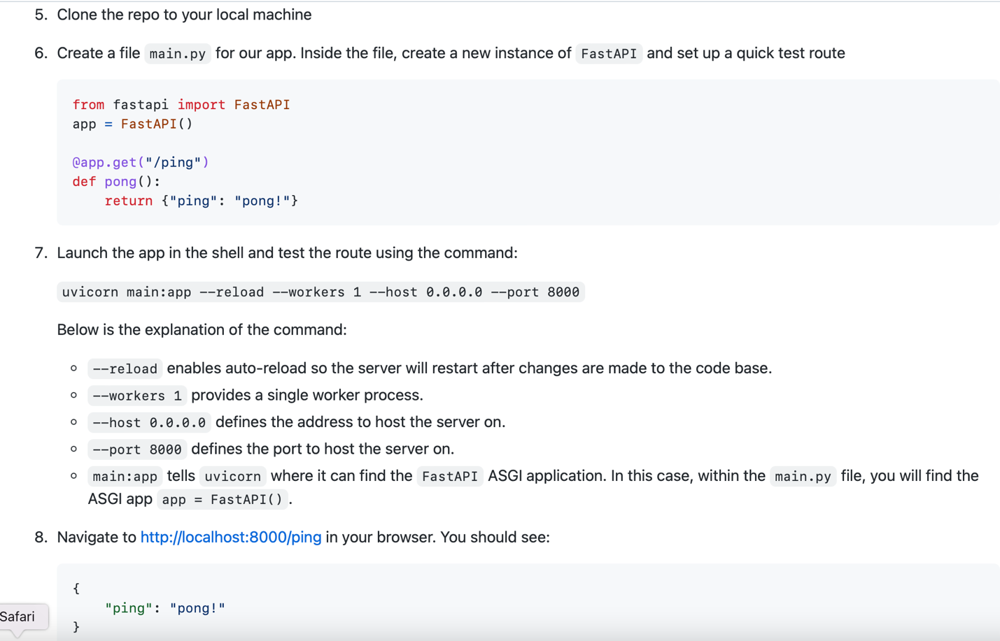 5. Clone the repo to your local machine
6. Create a file main.py for our app. Inside the file, create a new instance of FastAPI and set up a quick test route
from fastapi import FastAPI
app = FastAPI()
@app.get("/ping")
def pong():
    return {"ping": "pong!"}
7. Launch the app in the shell and test the route using the command:
uvicorn main:app --reload --workers 1 --host 0.0.0.0 --port 8000
Below is the explanation of the command:
--reload enables auto-reload so the server will restart after changes are made to the code base.
--workers 1 provides a single worker process.
--host 0.0.0.0 defines the address to host the server on.
--port 8000 defines the port to host the server on.
main:app tells uvicorn where it can find the FastAPI ASGI application. In this case, within the main.py file, you will find the
ASGI app app = FastAPI() .
8. Navigate to http://localhost:8000/ping in your browser. You should see:
{
    "ping": "pong!"
}
Safari